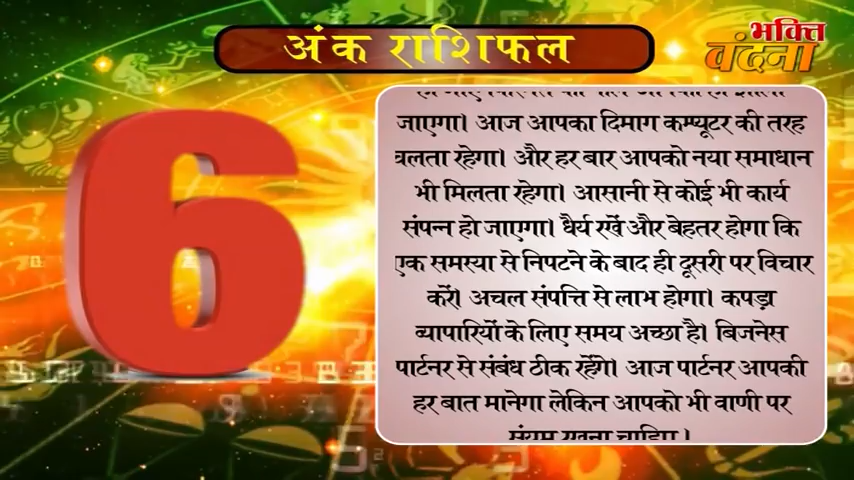 अंक राशिफल
भक्ति
वंदना
6
जाएगा। आज आपका दिमाग कम्प्यूटर की तरह
चलता रहेगा। और हर बार आपको नया समाधान
भी मिलता रहेगा। आसानी से कोई भी कार्य
संपन्न हो जाएगा। धैर्य रखें और बेहतर होगा कि
एक समस्या से निपटने के बाद ही दूसरी पर विचार
करें। अचल संपत्ति से लाभ होगा। कपड़ा
व्यापारियों के लिए समय अच्छा है। बिजनेस
पार्टनर से संबंध ठीक रहेंगे। आज पार्टनर आपकी
हर बात मानेगा लेकिन आपको भी वाणी पर
संयम रखना चाहिए।